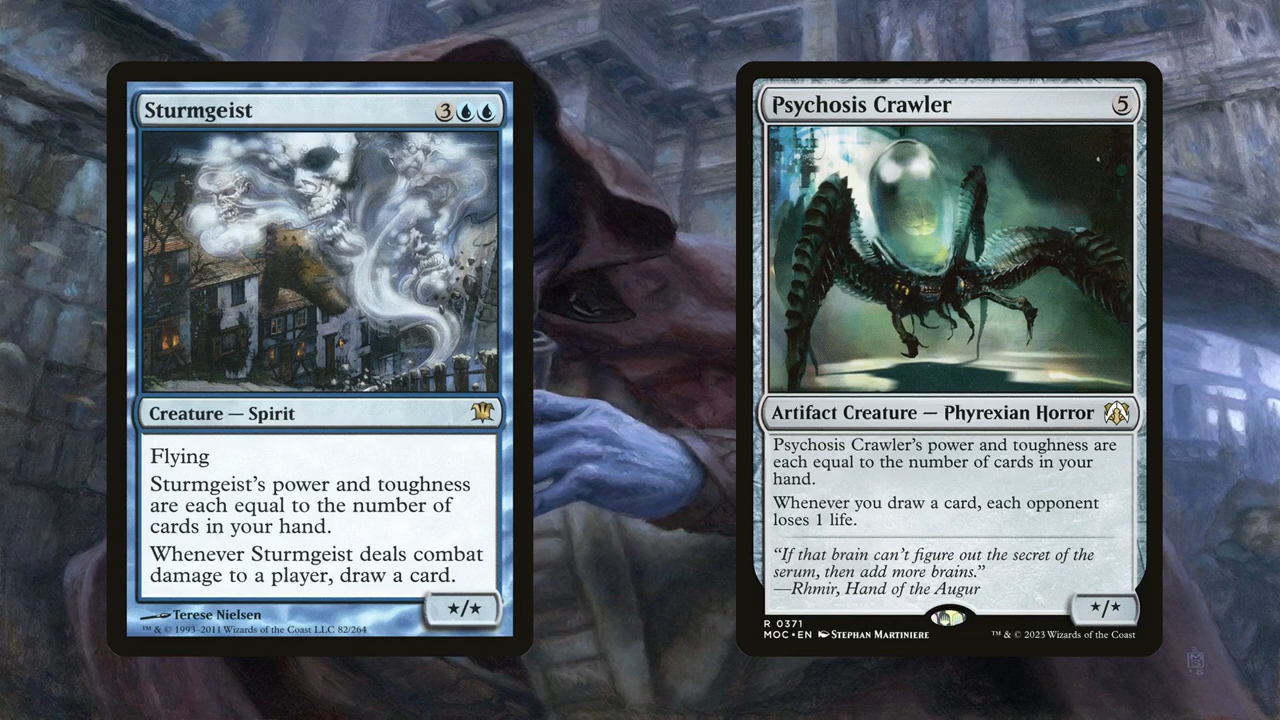 Sturmgeist
3
Creature — Spirit
Flying
Sturmgeist's power and toughness
are each equal to the number of
cards in your hand.
Whenever Sturmgeist deals combat
damage to a player, draw a card.
*/*
Terese Nielsen
™ & © 1993–2011 Wizards of the Coast LLC 82/264
Psychosis Crawler
5
Artifact Creature — Phyrexian Horror
Psychosis Crawler's power and toughness are
each equal to the number of cards in your
hand.
Whenever you draw a card, each opponent
loses 1 life.
“If that brain can't figure out the secret of the
serum, then add more brains.”
—Rhmir, Hand of the Augur
*/*
R 0371
MOC • EN Stephan Martiniere
™ & © 2023 Wizards of the Coast